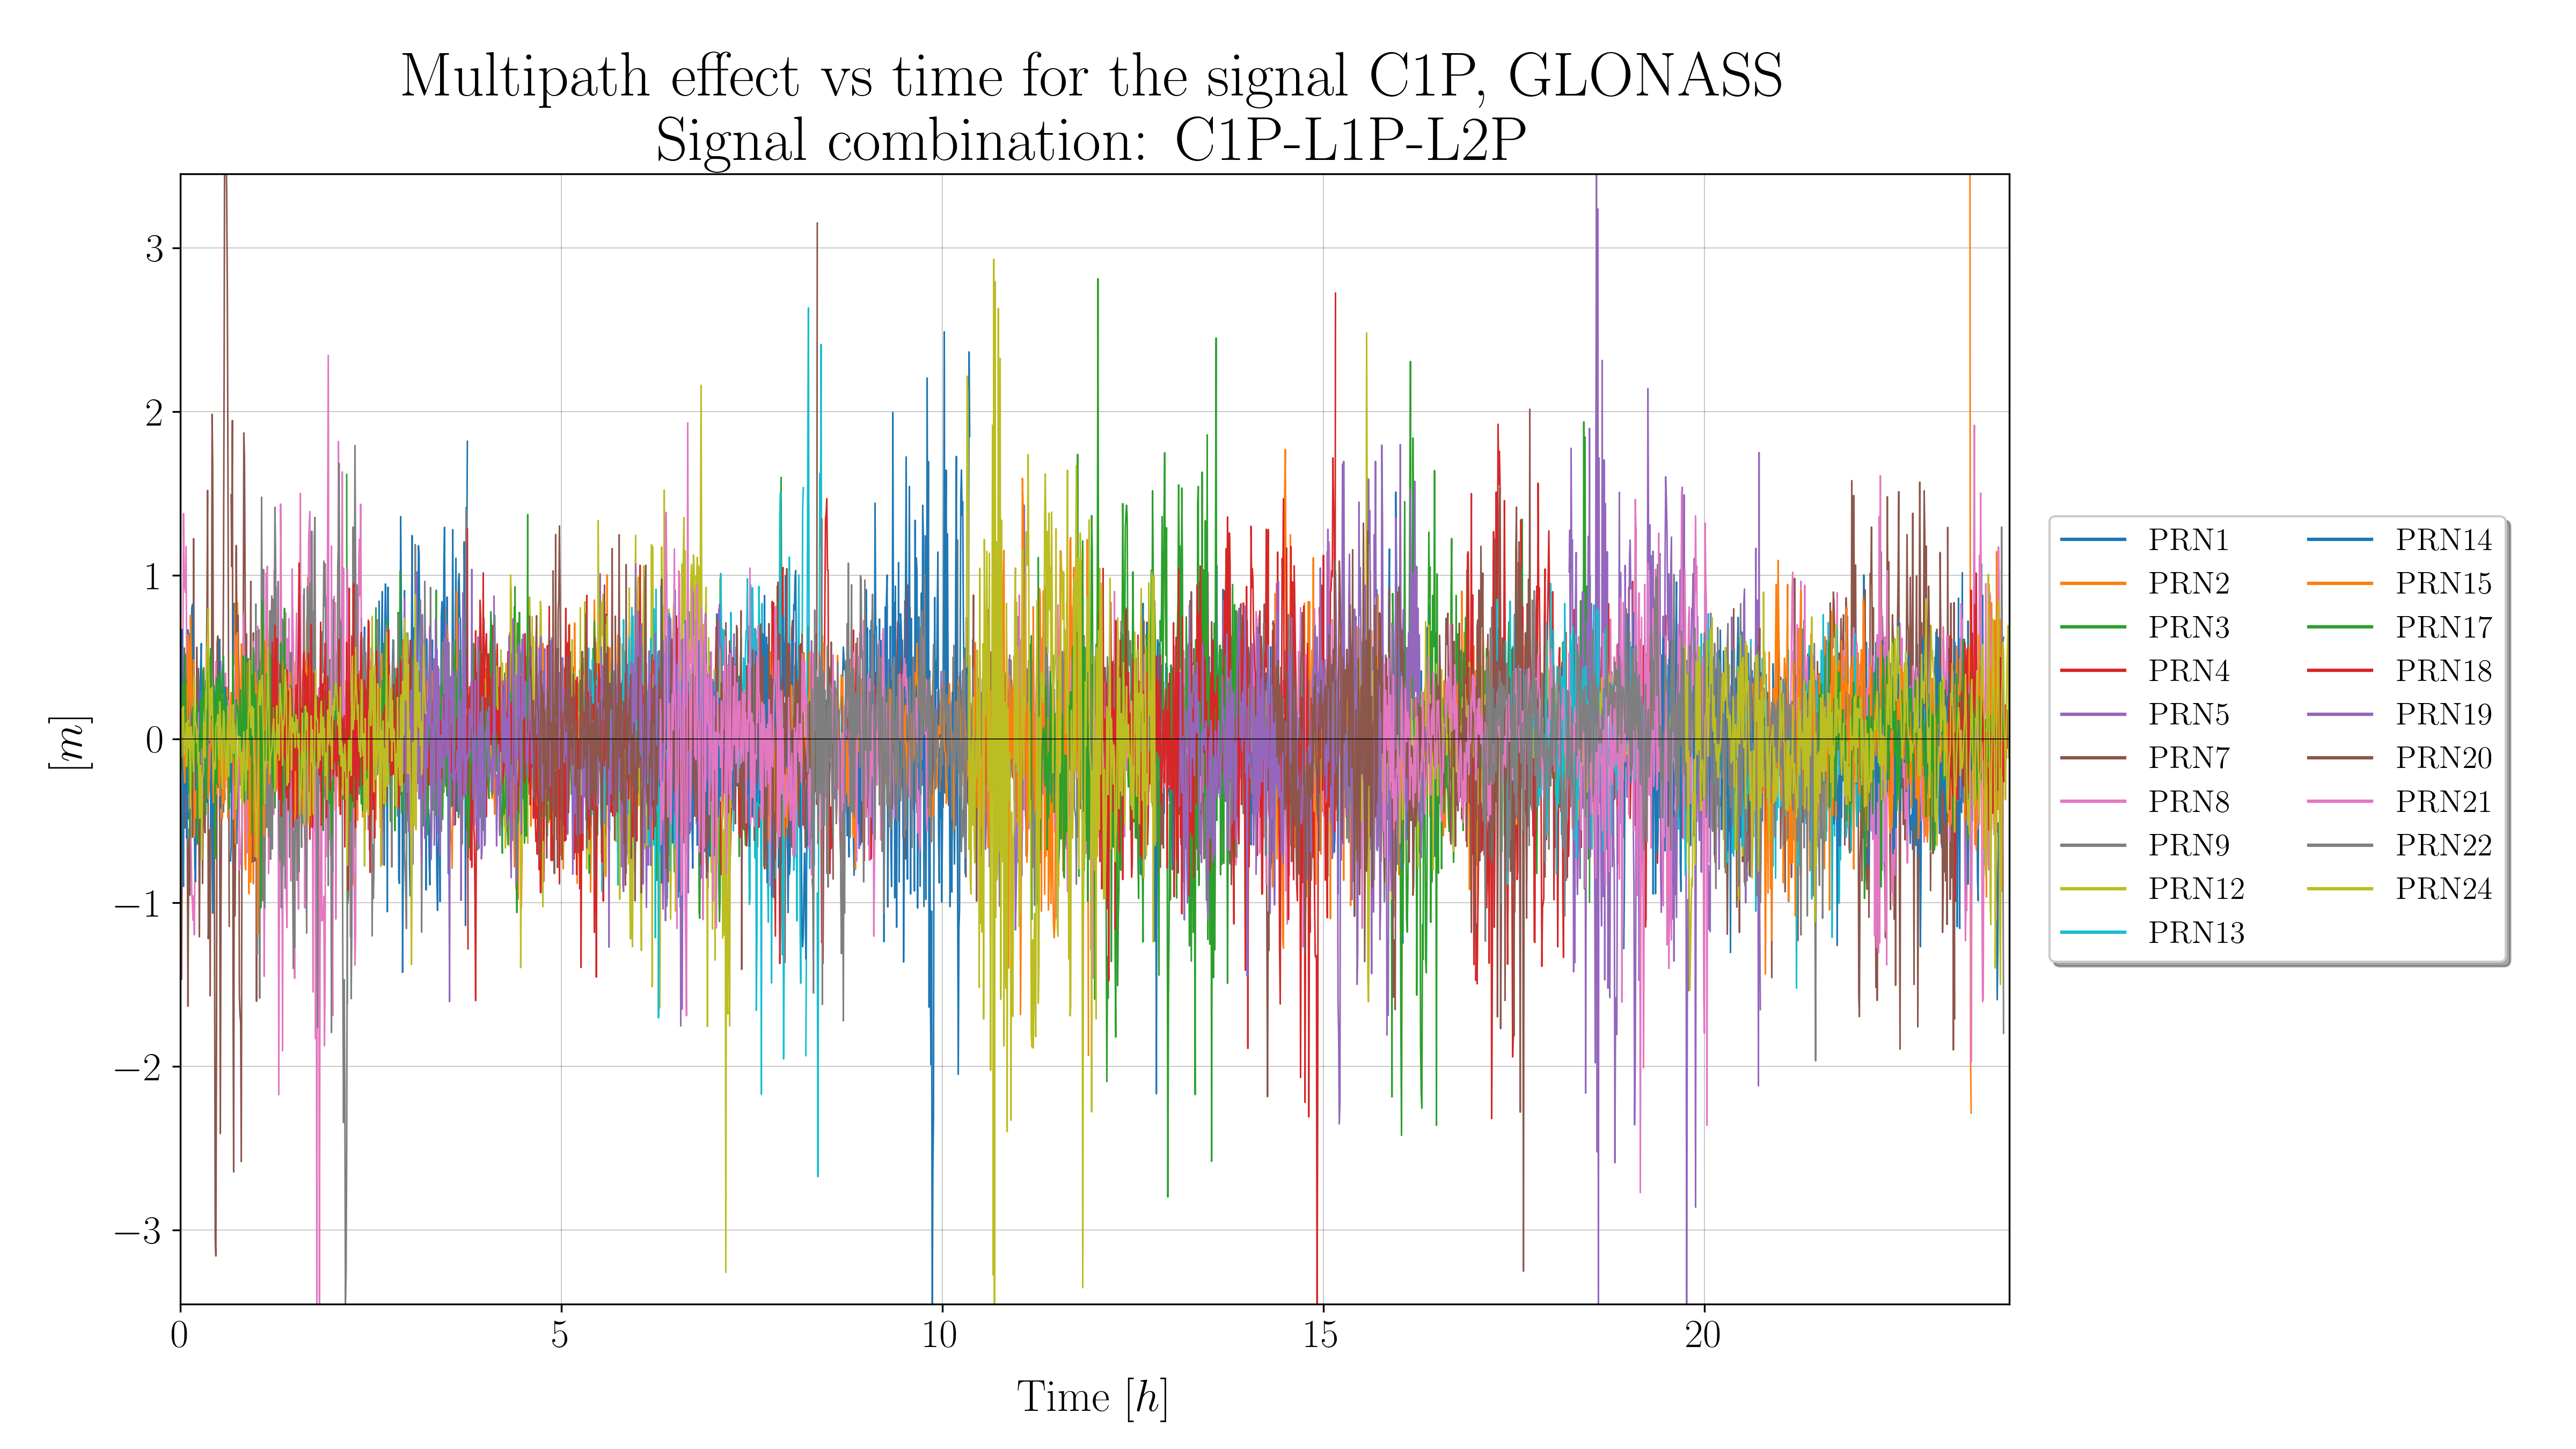 Multipath effect vs time for the signal C1P, GLONASS
Signal combination: C1P-L1P-L2P
3
2
1
0
−1
−2
−3
[m]
0 5 10 15 20
Time [h]
PRN1 PRN14
PRN2 PRN15
PRN3 PRN17
PRN4 PRN18
PRN5 PRN19
PRN7 PRN20
PRN8 PRN21
PRN9 PRN22
PRN12 PRN24
PRN13